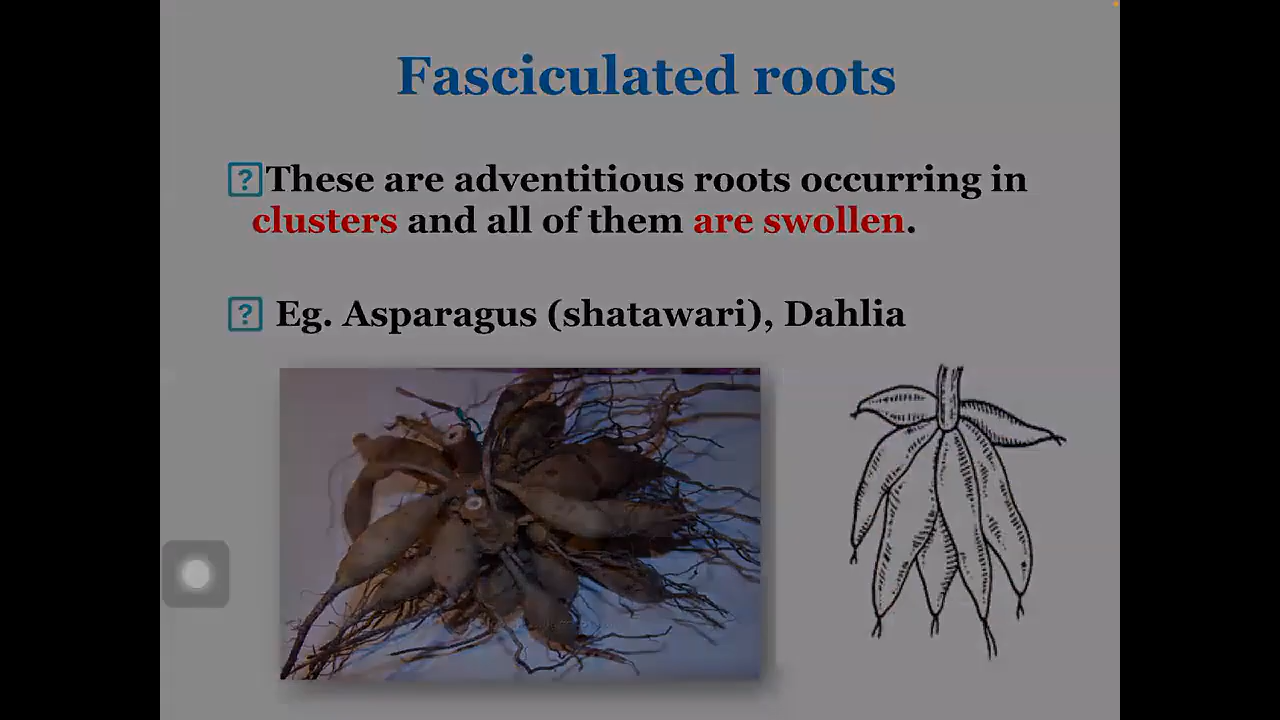 Fasciculated roots
These are adventitious roots occurring in
clusters and all of them are swollen.
Eg. Asparagus (shatawari), Dahlia